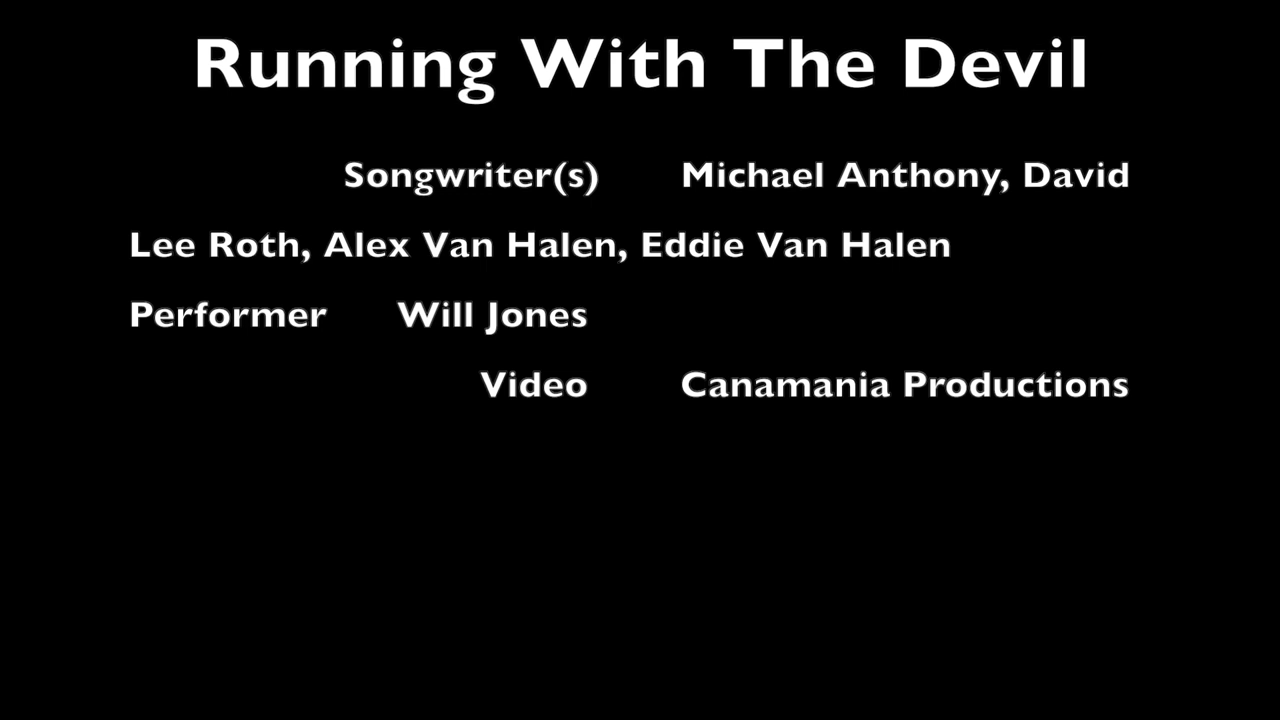 Running With The Devil
Songwriter(s) Michael Anthony, David
Lee Roth, Alex Van Halen, Eddie Van Halen
Performer Will Jones
Video Canamania Productions